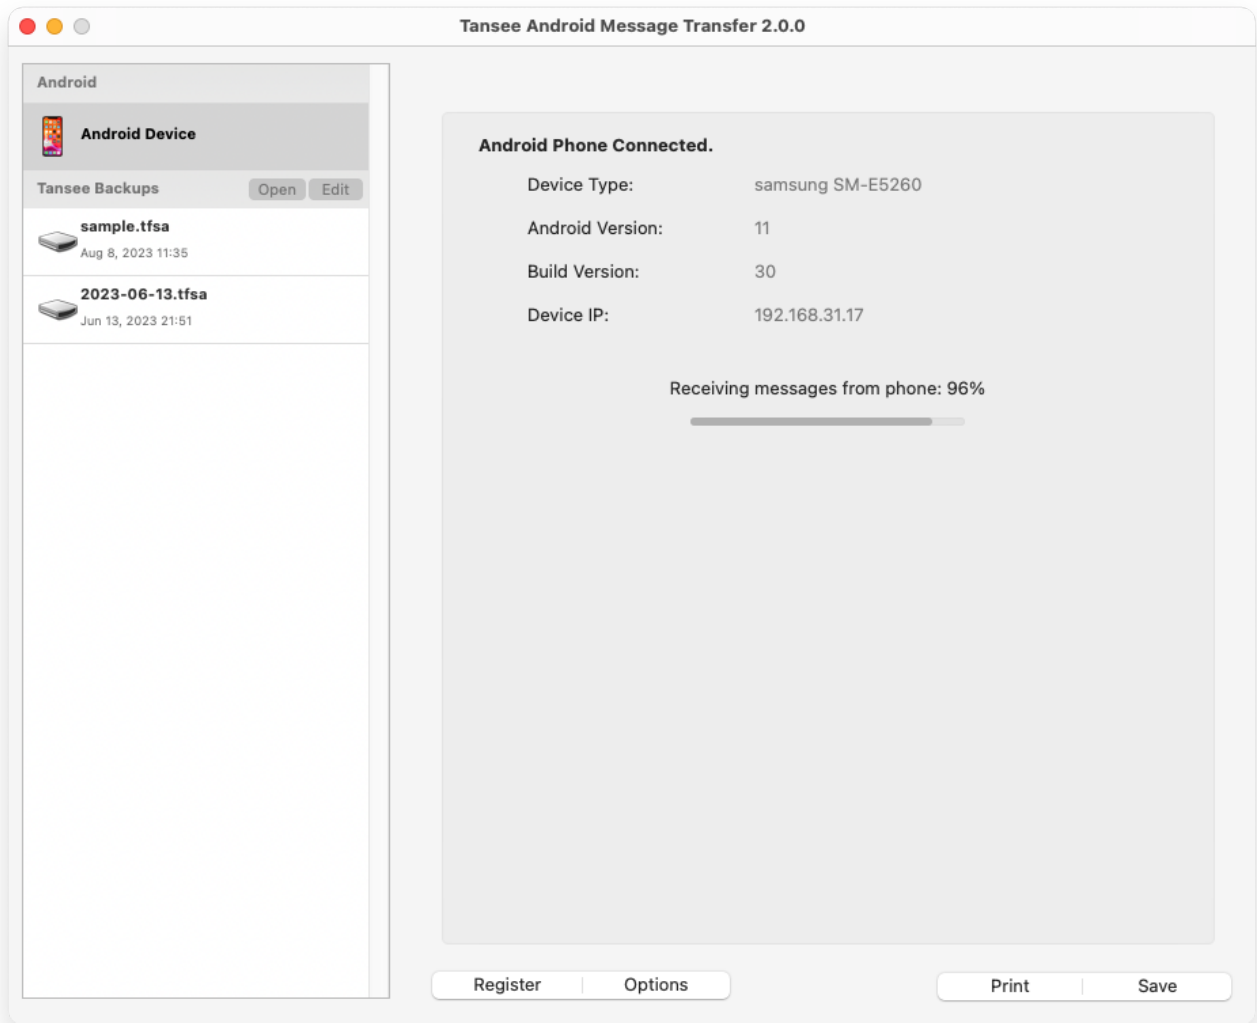 Tansee Android Message Transfer 2.0.0
Android
Android Device
Tansee Backups Open Edit
sample.tfsa
Aug 8, 2023 11:35
2023-06-13.tfsa
Jun 13, 2023 21:51
Android Phone Connected.
Device Type: samsung SM-E5260
Android Version: 11
Build Version: 30
Device IP: 192.168.31.17
Receiving messages from phone: 96%
Register Options Print Save